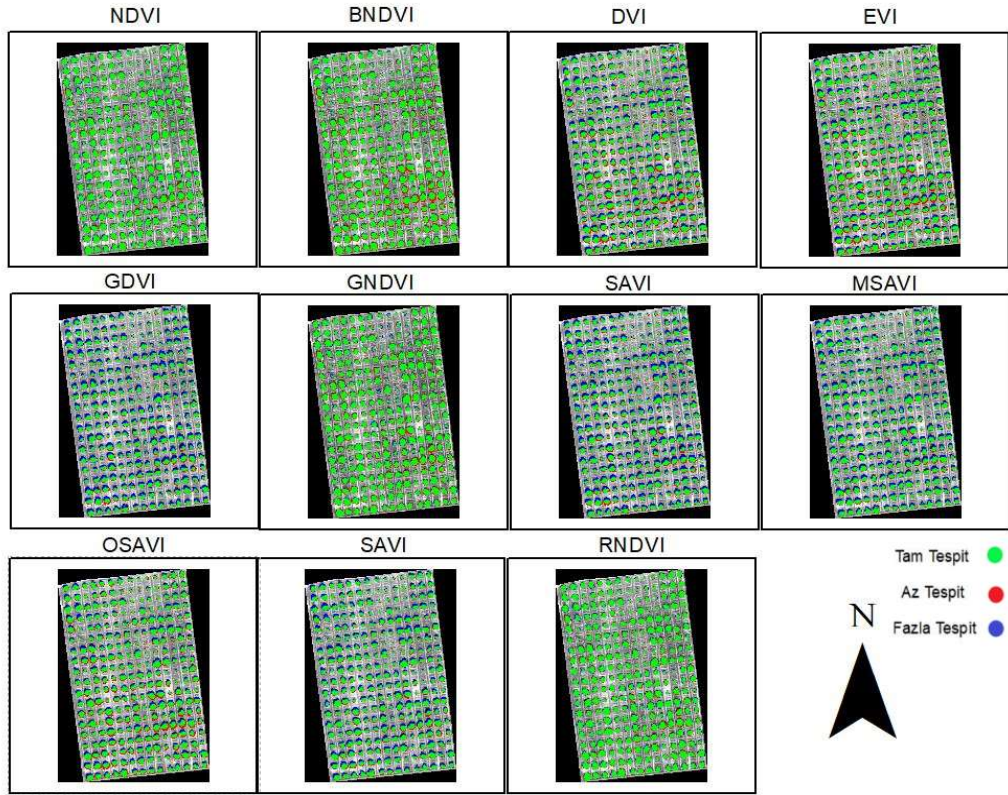 NDVI
BNDVI
DVI
EVI
GDVI
GNDVI
SAVI
MSAVI
OSAVI
SAVI
RNDVI
Tam Tespit
Az Tespit
Fazla Tespit
N